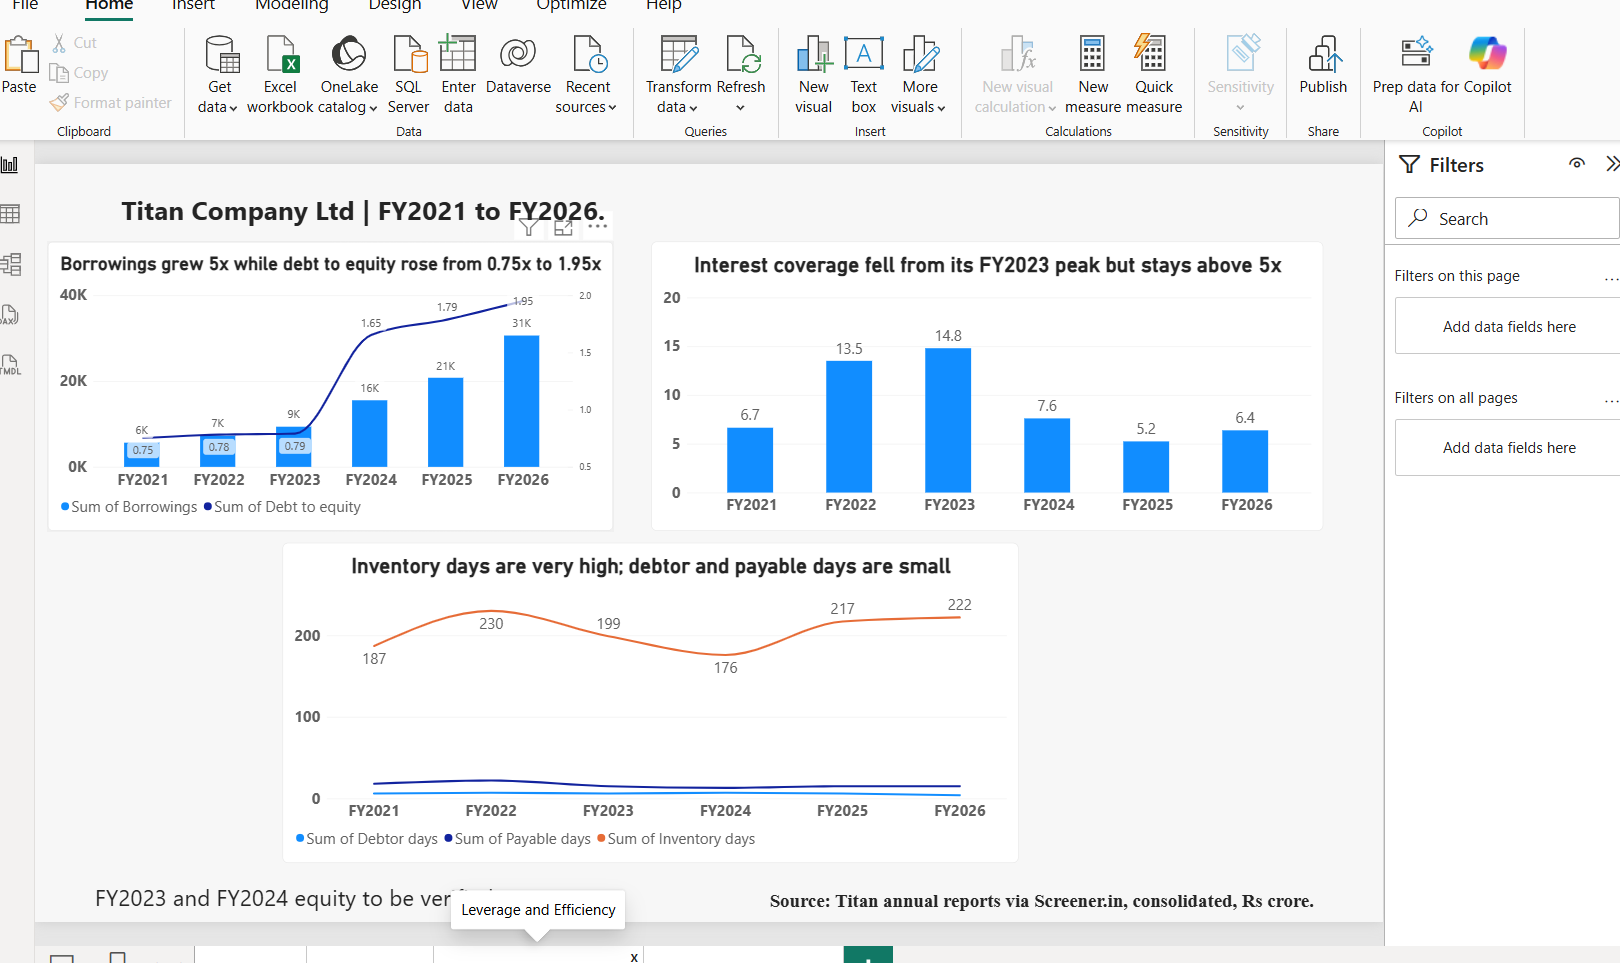 File Home Insert Modeling Design View Optimize Help
Paste
Cut
Copy
Format painter
Clipboard
Get data
Excel workbook
OneLake catalog
SQL Server
Enter data
Dataverse
Recent sources
Data
Transform data
Refresh
Queries
New visual
Text box
More visuals
Insert
New visual calculation
New measure
Quick measure
Calculations
Sensitivity
Sensitivity
Publish
Share
Prep data for AI
Copilot
Copilot
Titan Company Ltd | FY2021 to FY2026.
Borrowings grew 5x while debt to equity rose from 0.75x to 1.95x
40K
20K
0K
2.0
1.5
1.0
0.5
6K
7K
9K
16K
21K
31K
0.75
0.78
0.79
1.65
1.79
1.95
FY2021 FY2022 FY2023 FY2024 FY2025 FY2026
Sum of Borrowings Sum of Debt to equity
Interest coverage fell from its FY2023 peak but stays above 5x
20
15
10
5
0
6.7
13.5
14.8
7.6
5.2
6.4
FY2021 FY2022 FY2023 FY2024 FY2025 FY2026
Inventory days are very high; debtor and payable days are small
200
100
0
187
230
199
176
217
222
FY2021 FY2022 FY2023 FY2024 FY2025 FY2026
Sum of Debtor days Sum of Payable days Sum of Inventory days
FY2023 and FY2024 equity to be
Leverage and Efficiency
Source: Titan annual reports via Screener.in, consolidated, Rs crore.
Filters
Search
Filters on this page
Add data fields here
Filters on all pages
Add data fields here
DAX
TMDL
x